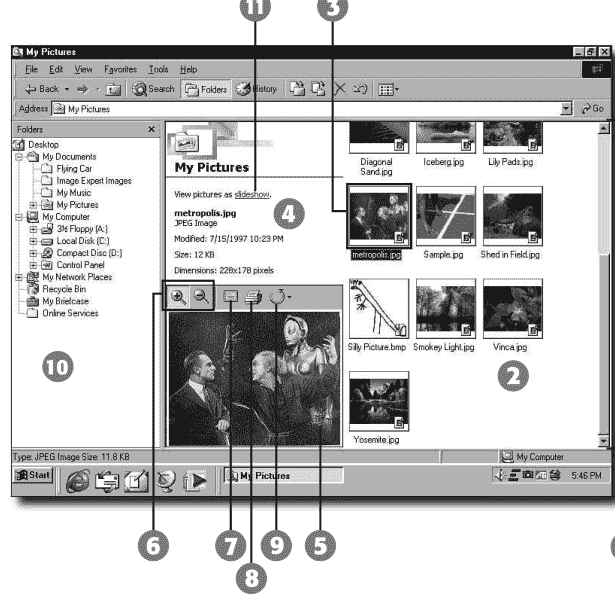 11
3
My Pictures
File Edit View Favorites Tools Help
Back Search Folders History
Address My Pictures Go
Folders
Desktop
My Documents
Flying Car
Image Expert Images
My Music
My Pictures
My Computer
3½ Floppy (A:)
Local Disk (C:)
Compact Disc (D:)
Control Panel
My Network Places
Recycle Bin
My Briefcase
Online Services
10
My Pictures
View pictures as slideshow.
4
metropolis.jpg
JPEG Image
Modified: 7/15/1997 10:23 PM
Size: 12 KB
Dimensions: 228x178 pixels
Diagonal Sand.jpg
Iceberg.jpg
Lily Pads.jpg
metropolis.jpg
Sample.jpg
Shed in Field.jpg
Silly Picture.bmp
Smokey Light.jpg
Vinca.jpg
2
Yosemite.jpg
Type: JPEG Image Size: 11.8 KB
My Computer
Start
My Pictures
5:46 PM
6
7
9
5
8